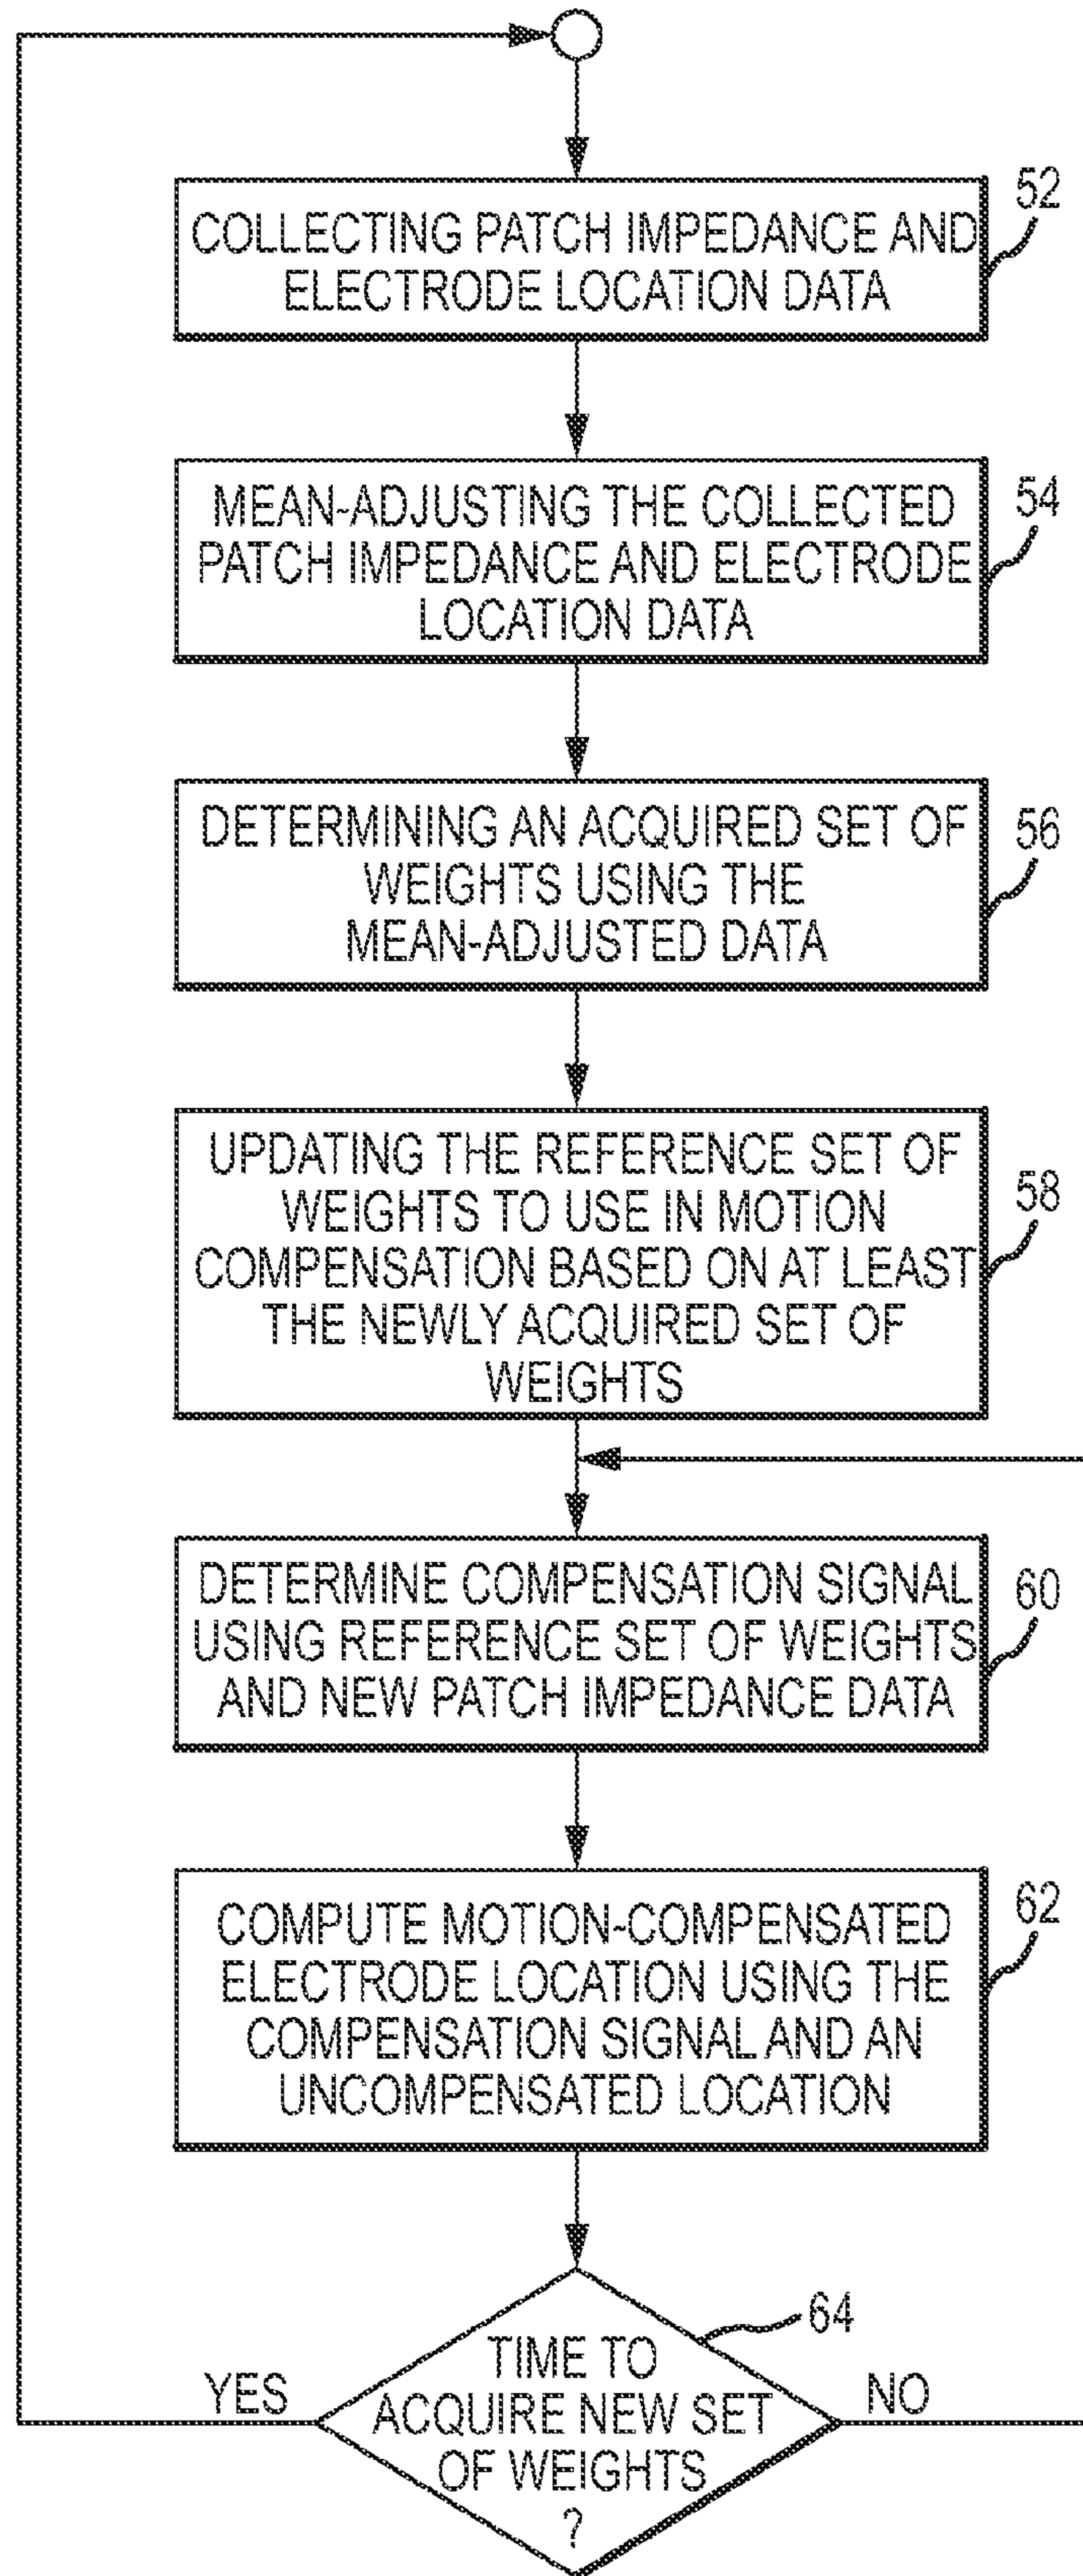 COLLECTING PATCH IMPEDANCE AND
ELECTRODE LOCATION DATA
52
MEAN-ADJUSTING THE COLLECTED
PATCH IMPEDANCE AND ELECTRODE
LOCATION DATA
54
DETERMINING AN ACQUIRED SET OF
WEIGHTS USING THE
MEAN-ADJUSTED DATA
56
UPDATING THE REFERENCE SET OF
WEIGHTS TO USE IN MOTION
COMPENSATION BASED ON AT LEAST
THE NEWLY ACQUIRED SET OF
WEIGHTS
58
DETERMINE COMPENSATION SIGNAL
USING REFERENCE SET OF WEIGHTS
AND NEW PATCH IMPEDANCE DATA
60
COMPUTE MOTION-COMPENSATED
ELECTRODE LOCATION USING THE
COMPENSATION SIGNAL AND AN
UNCOMPENSATED LOCATION
62
64
YES
TIME TO
ACQUIRE NEW SET
OF WEIGHTS
?
NO